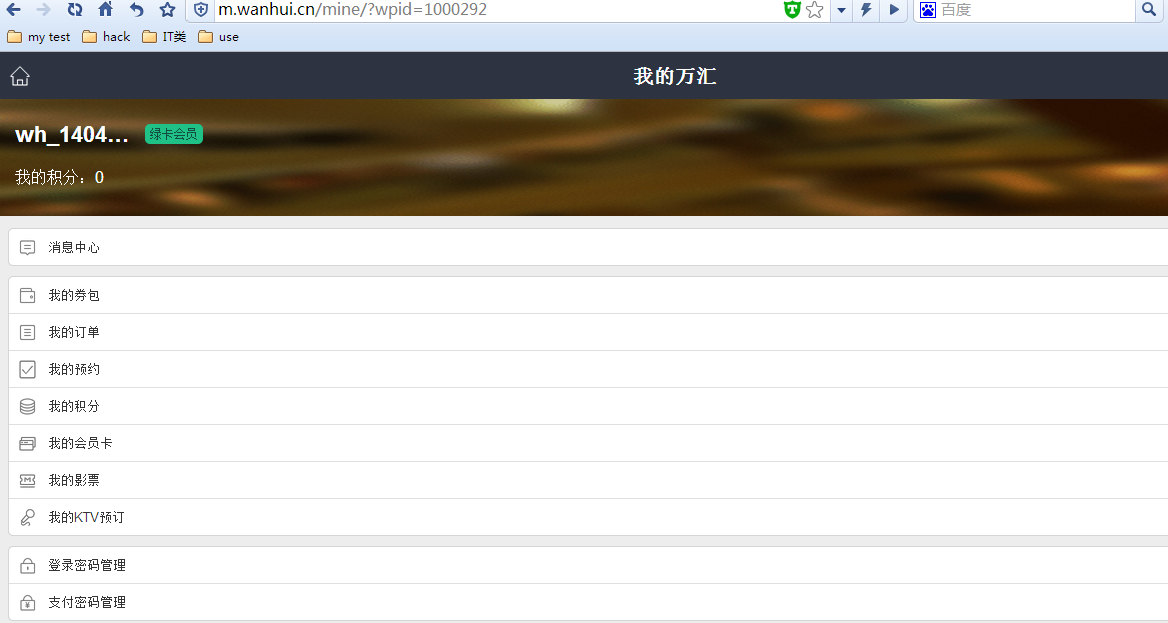 m.wanhui.cn/mine/?wpid=1000292
百度
my test
hack
IT类
use
我的万汇
wh_1404... 绿卡会员
我的积分：0
消息中心
我的券包
我的订单
我的预约
我的积分
我的会员卡
我的影票
我的KTV预订
登录密码管理
支付密码管理